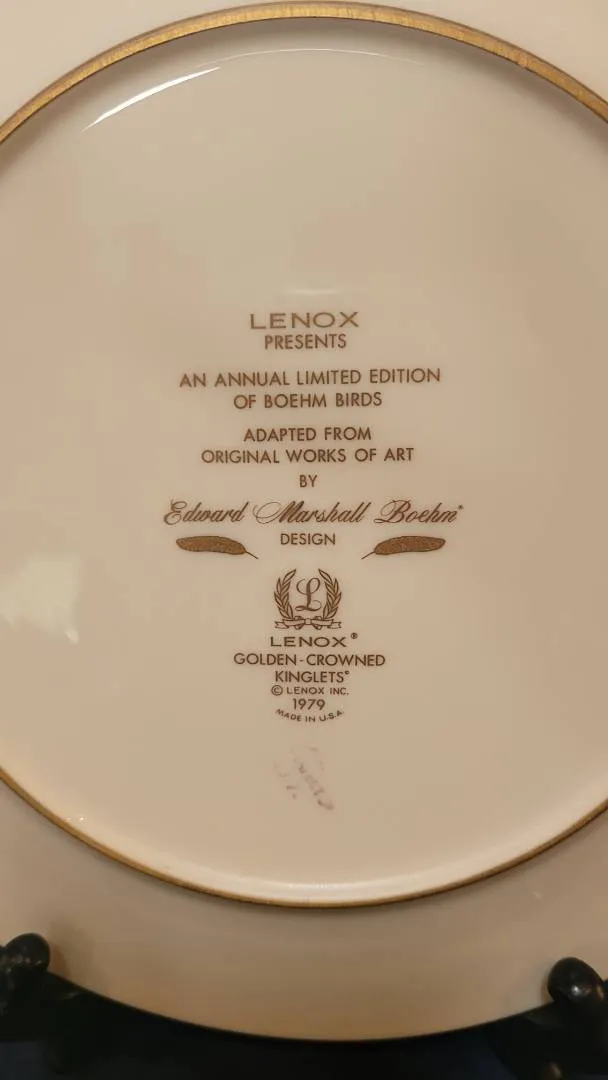 LENOX
PRESENTS
AN ANNUAL LIMITED EDITION
OF BOEHM BIRDS
ADAPTED FROM
ORIGINAL WORKS OF ART
BY
Edward Marshall Boehm®
DESIGN
L
LENOX®
GOLDEN-CROWNED
KINGLETS®
© LENOX INC.
1979
MADE IN U.S.A.